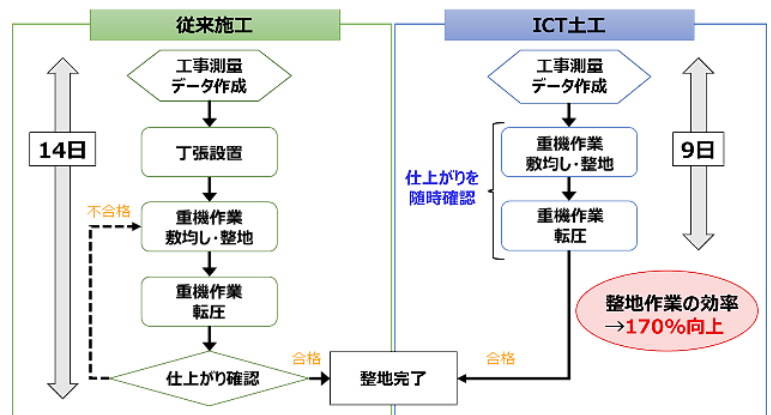 従来施工
工事測量
データ作成
14日
丁張設置
不合格
重機作業
敷均し・整地
重機作業
転圧
仕上がり確認
合格
整地完了
ICT土工
工事測量
データ作成
重機作業
敷均し・整地
9日
仕上がりを
随時確認
重機作業
転圧
整地作業の効率
→170%向上
合格